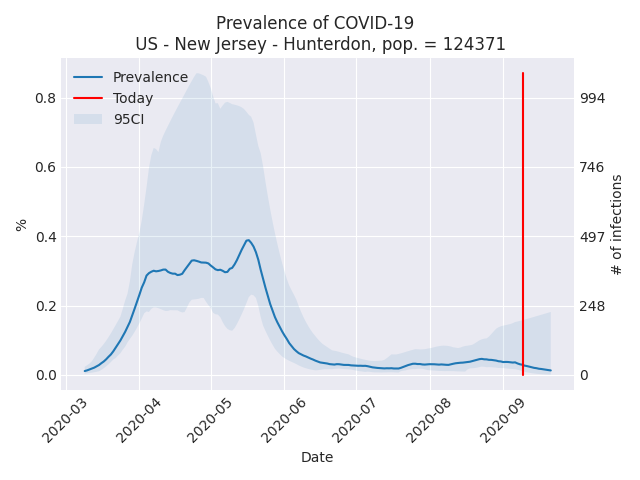 Prevalence of COVID-19
US - New Jersey - Hunterdon, pop. = 124371
Prevalence
Today
95CI
0.8
0.6
0.4
0.2
0.0
%
994
746
497
248
0
# of infections
2020-03
2020-04
2020-05
2020-06
2020-07
2020-08
2020-09
Date